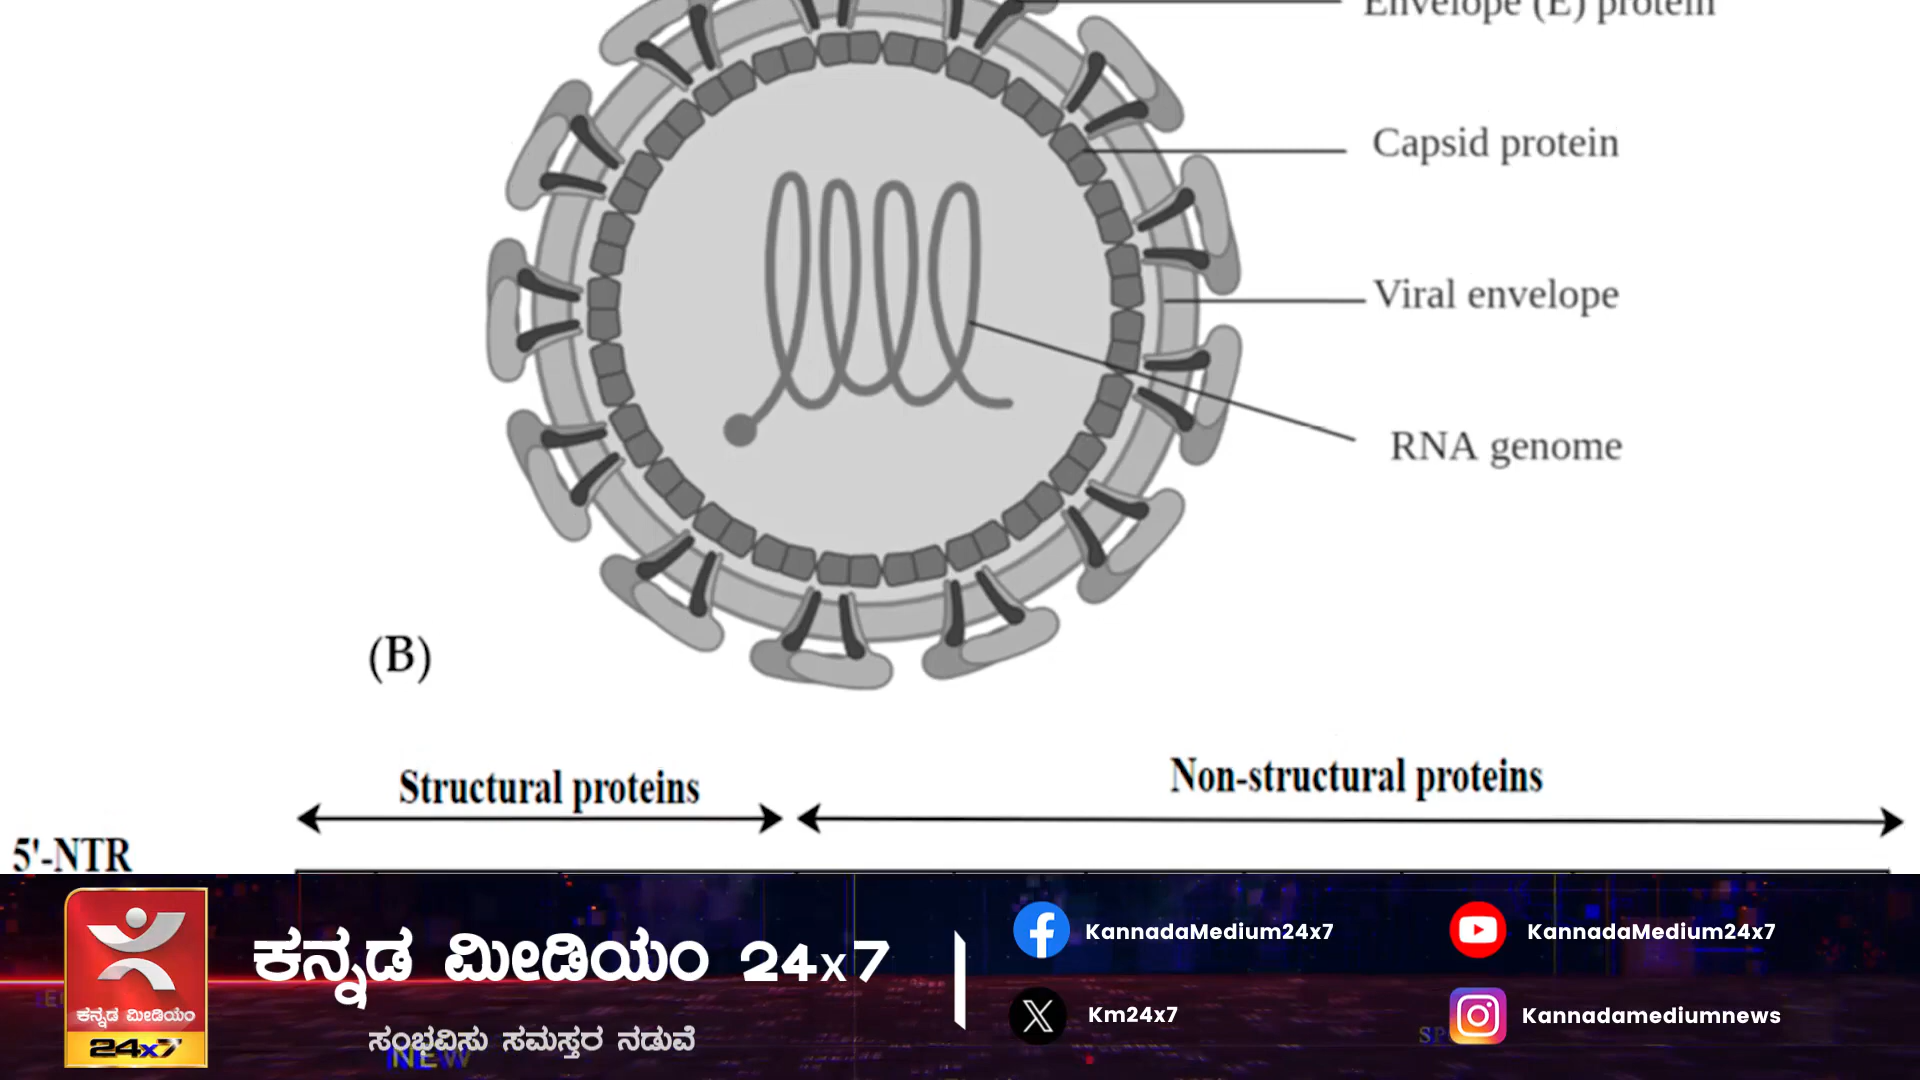 Envelope (E) protein
Capsid protein
Viral envelope
RNA genome
(B)
Structural proteins
Non-structural proteins
5'-NTR
ಕನ್ನಡ ಮೀಡಿಯಂ 24x7
ಸಂಭವಿಸು ಸಮಸ್ತರ ನಡುವೆ
ಕನ್ನಡ ಮೀಡಿಯಂ
24x7
KannadaMedium24x7
KannadaMedium24x7
Km24x7
Kannadamediumnews
NEW